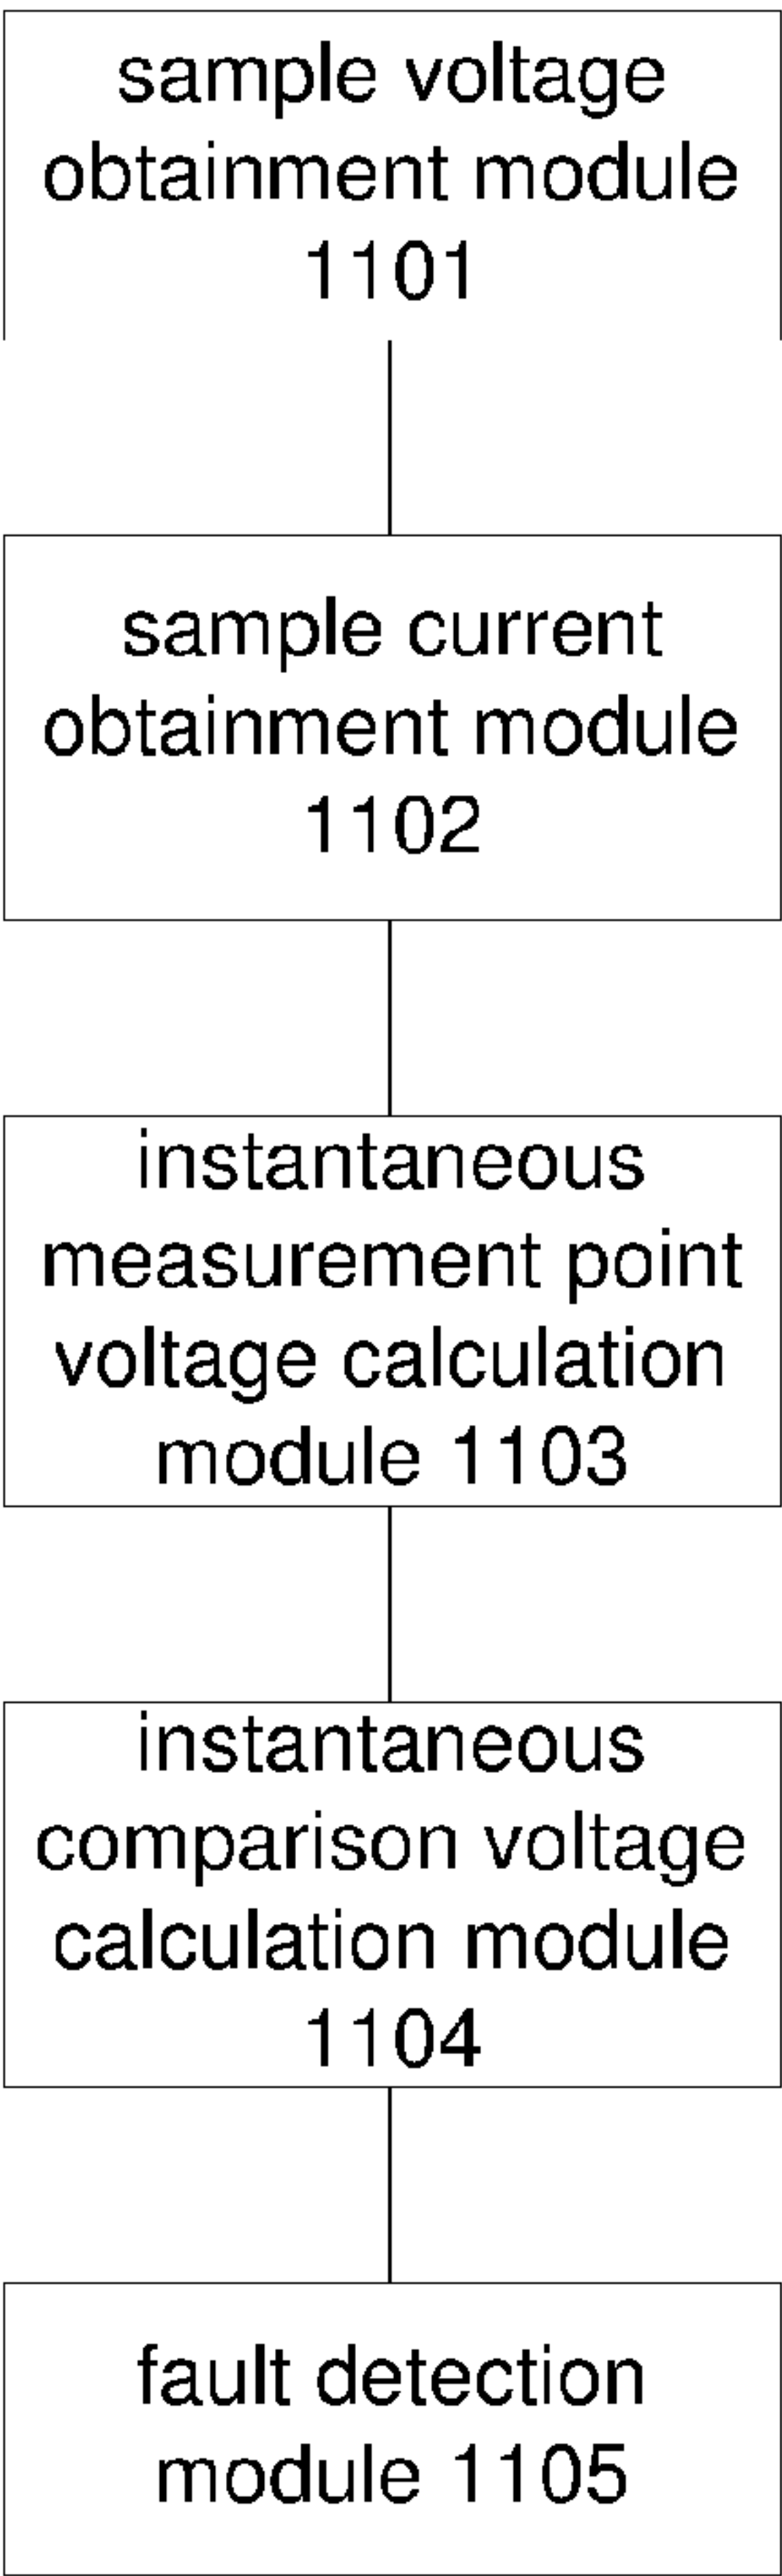 sample voltage
obtainment module
1101
sample current
obtainment module
1102
instantaneous
measurement point
voltage calculation
module 1103
instantaneous
comparison voltage
calculation module
1104
fault detection
module 1105